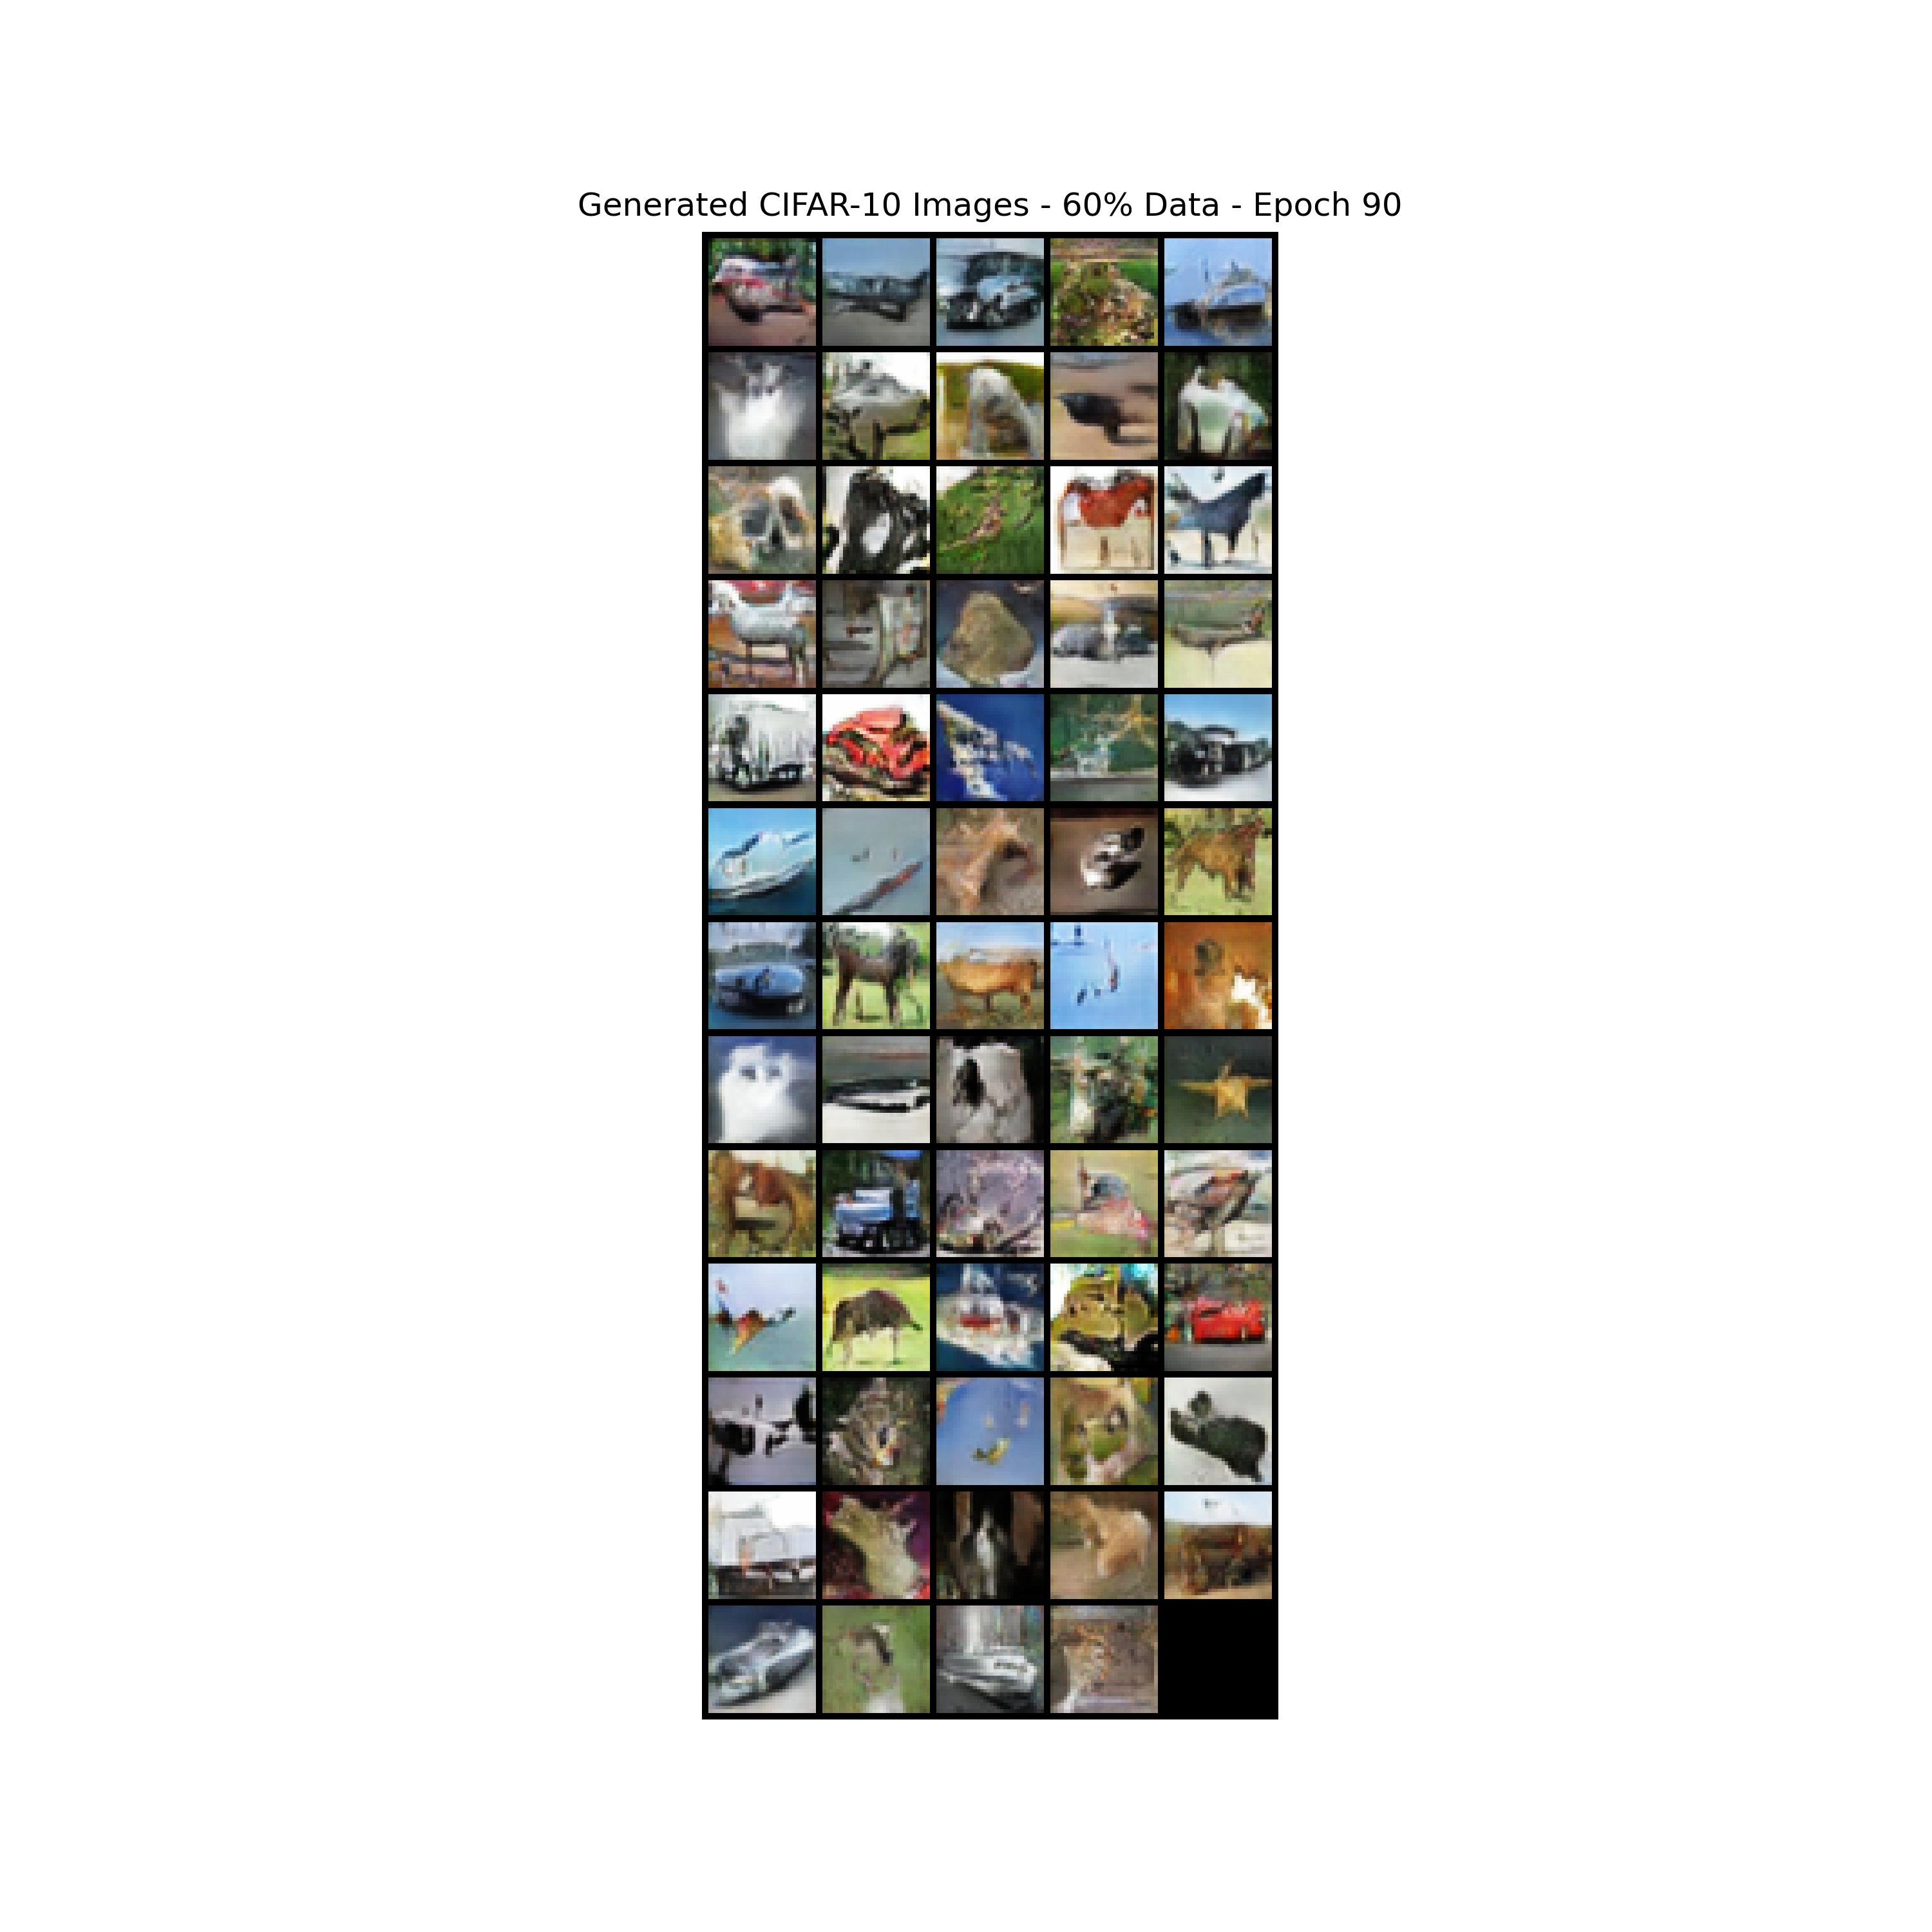 Generated CIFAR-10 Images - 60% Data - Epoch 90